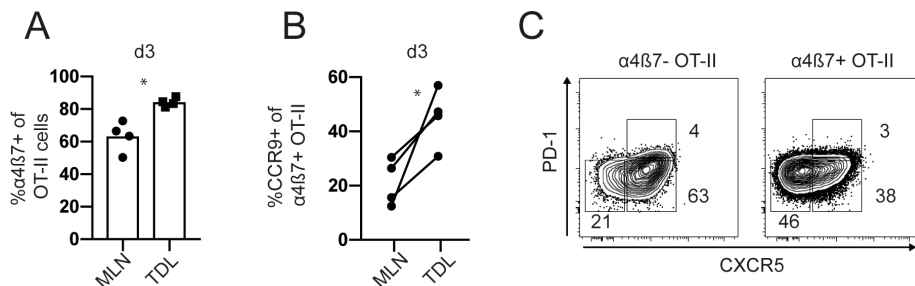 A
d3
*
%α4ß7+ of
OT-II cells
100
80
60
40
20
0
MLN
TDL
B
d3
*
%CCR9+ of
α4ß7+ OT-II
60
40
20
0
MLN
TDL
C
α4ß7- OT-II
α4ß7+ OT-II
PD-1
4
63
21
3
38
46
CXCR5